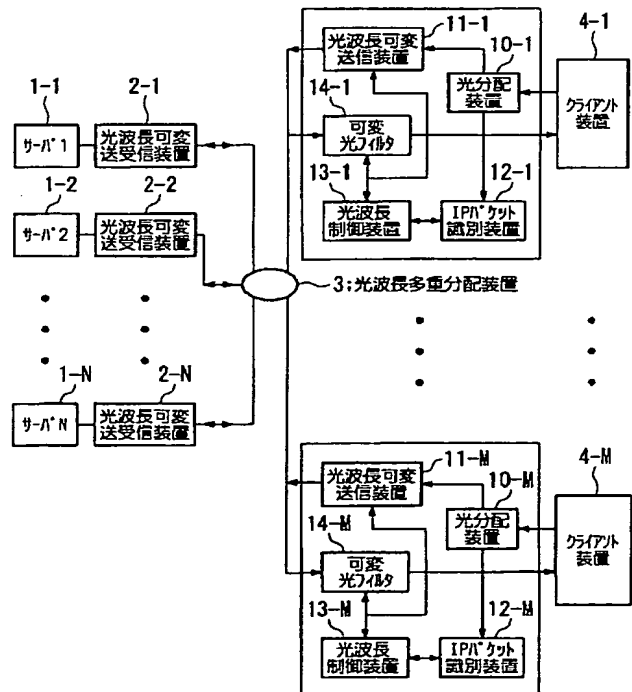 11-1
光波長可変
送信装置
10-1
4-1
1-1
2-1
14-1
光分配
装置
クライアント
装置
サーバ1
光波長可変
送受信装置
可変
光フィルタ
1-2
2-2
13-1
12-1
サーバ2
光波長可変
送受信装置
光波長
制御装置
IPパケット
識別装置
3;光波長多重分配装置
1-N
2-N
サーバN
光波長可変
送受信装置
11-M
光波長可変
送信装置
10-M
4-M
14-M
光分配
装置
クライアント
装置
可変
光フィルタ
13-M
12-M
光波長
制御装置
IPパケット
識別装置